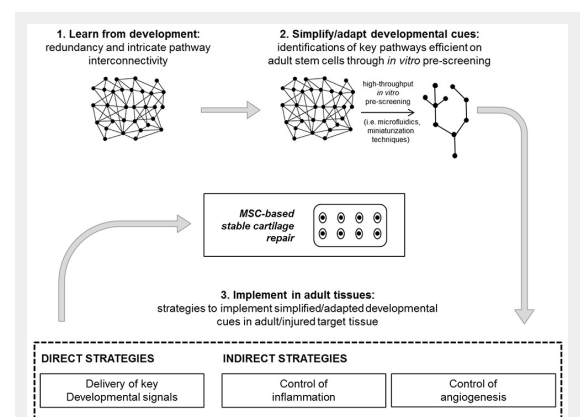 1. Learn from development:
redundancy and intricate pathway
interconnectivity
2. Simplify/adapt developmental cues:
identifications of key pathways efficient on
adult stem cells through in vitro pre-screening
high-throughput
in vitro
pre-screening
(i.e. microfluidics,
miniaturization
techniques)
MSC-based
stable cartilage
repair
3. Implement in adult tissues:
strategies to implement simplified/adapted developmental
cues in adult/injured target tissue
DIRECT STRATEGIES
INDIRECT STRATEGIES
Delivery of key
Developmental signals
Control of
inflammation
Control of
angiogenesis